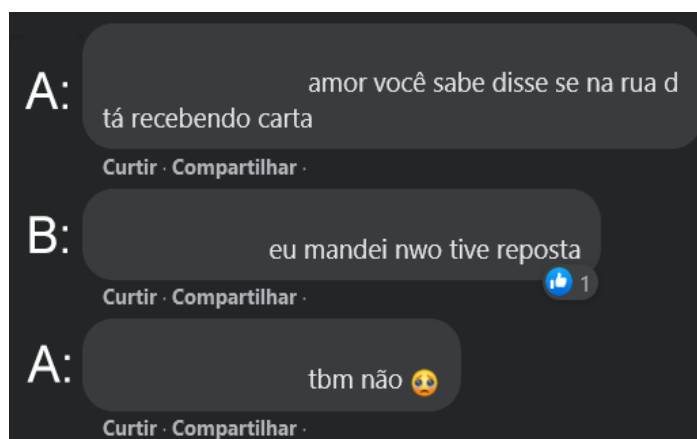 A:
amor você sabe disse se na rua d
tá recebendo carta
Curtir · Compartilhar ·
B:
eu mandei nwo tive reposta
1
Curtir · Compartilhar ·
A:
tbm não 🥺
Curtir · Compartilhar ·